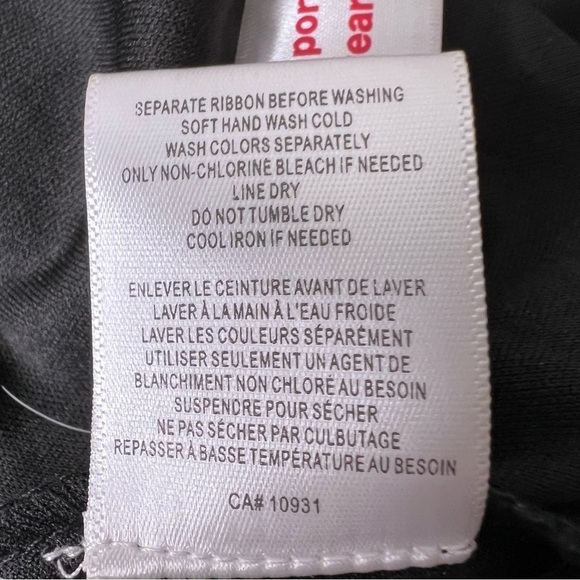 por
ear
SEPARATE RIBBON BEFORE WASHING
SOFT HAND WASH COLD
WASH COLORS SEPARATELY
ONLY NON-CHLORINE BLEACH IF NEEDED
LINE DRY
DO NOT TUMBLE DRY
COOL IRON IF NEEDED
ENLEVER LE CEINTURE AVANT DE LAVER
LAVER À LA MAIN À L'EAU FROIDE
LAVER LES COULEURS SÉPARÉMENT
UTILISER SEULEMENT UN AGENT DE
BLANCHIMENT NON CHLORÉ AU BESOIN
SUSPENDRE POUR SÉCHER
NE PAS SÉCHER PAR CULBUTAGE
REPASSER À BASSE TEMPÉRATURE AU BESOIN
CA# 10931